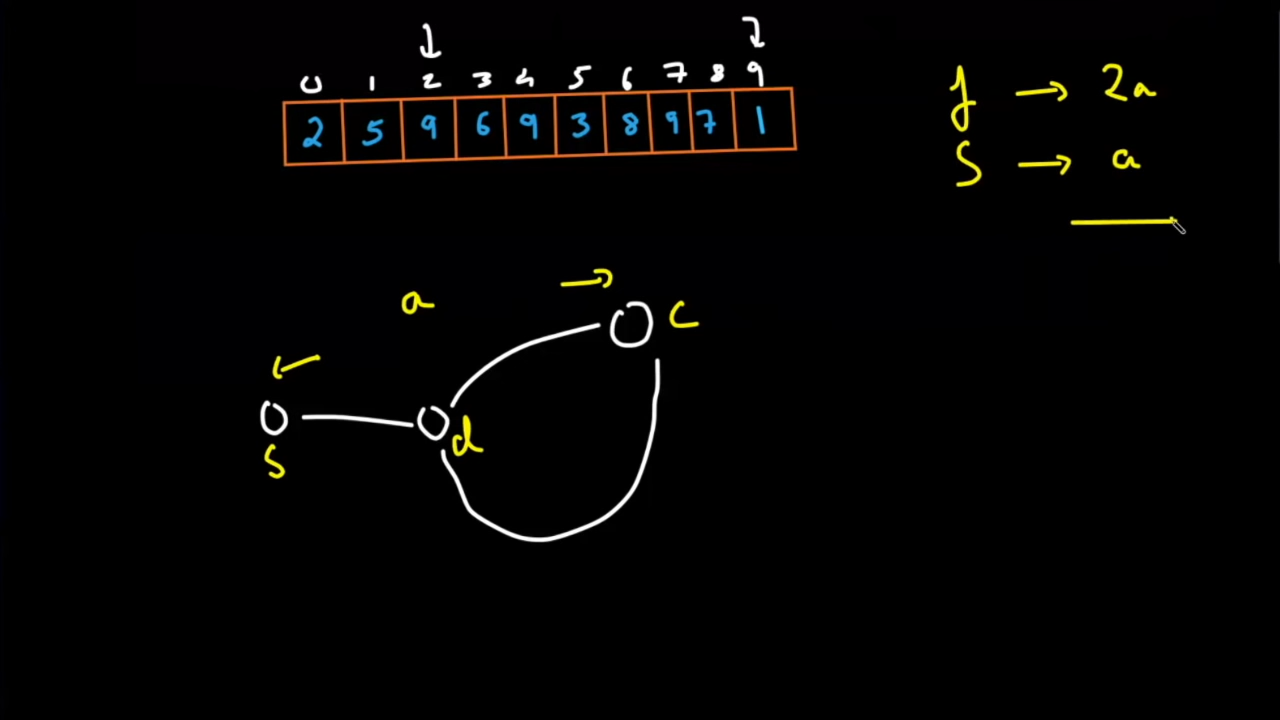 0 1 2 3 4 5 6 7 8 9
2 5 9 6 9 3 8 9 7 1
f → 2a
S → a
a
→
C
←
S
d